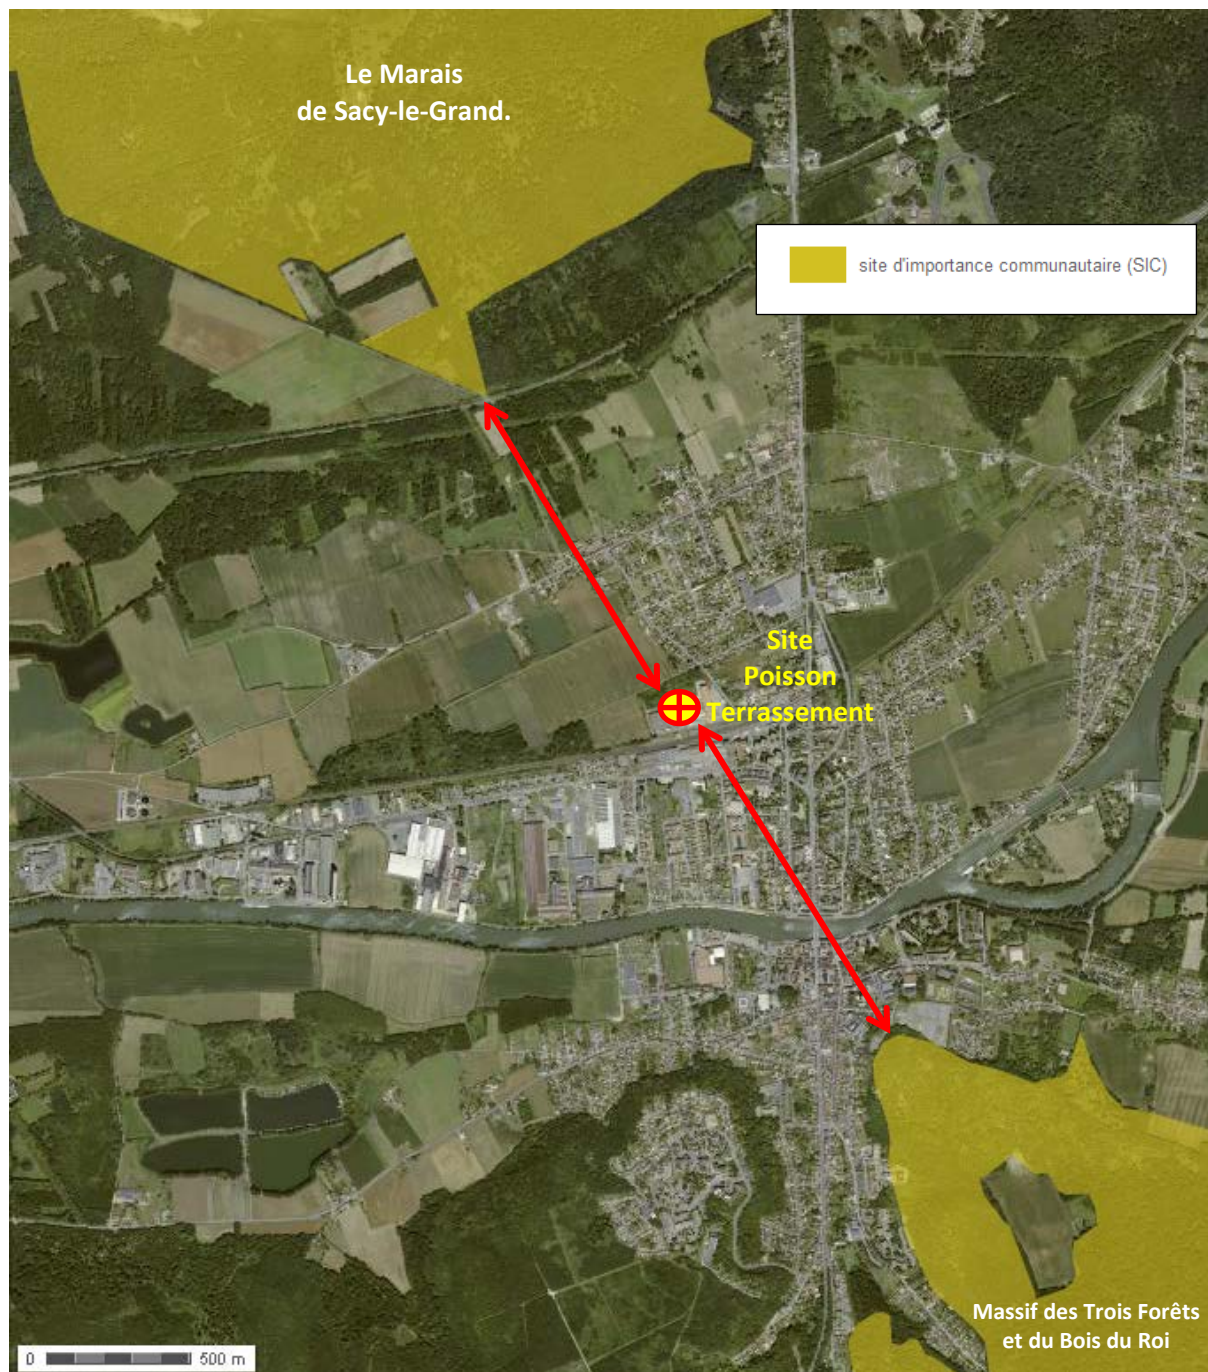 Le Marais
de Sacy-le-Grand.
site d'importance communautaire (SIC)
Site
Poisson
Terrassement
Massif des Trois Forêts
et du Bois du Roi
0 500 m